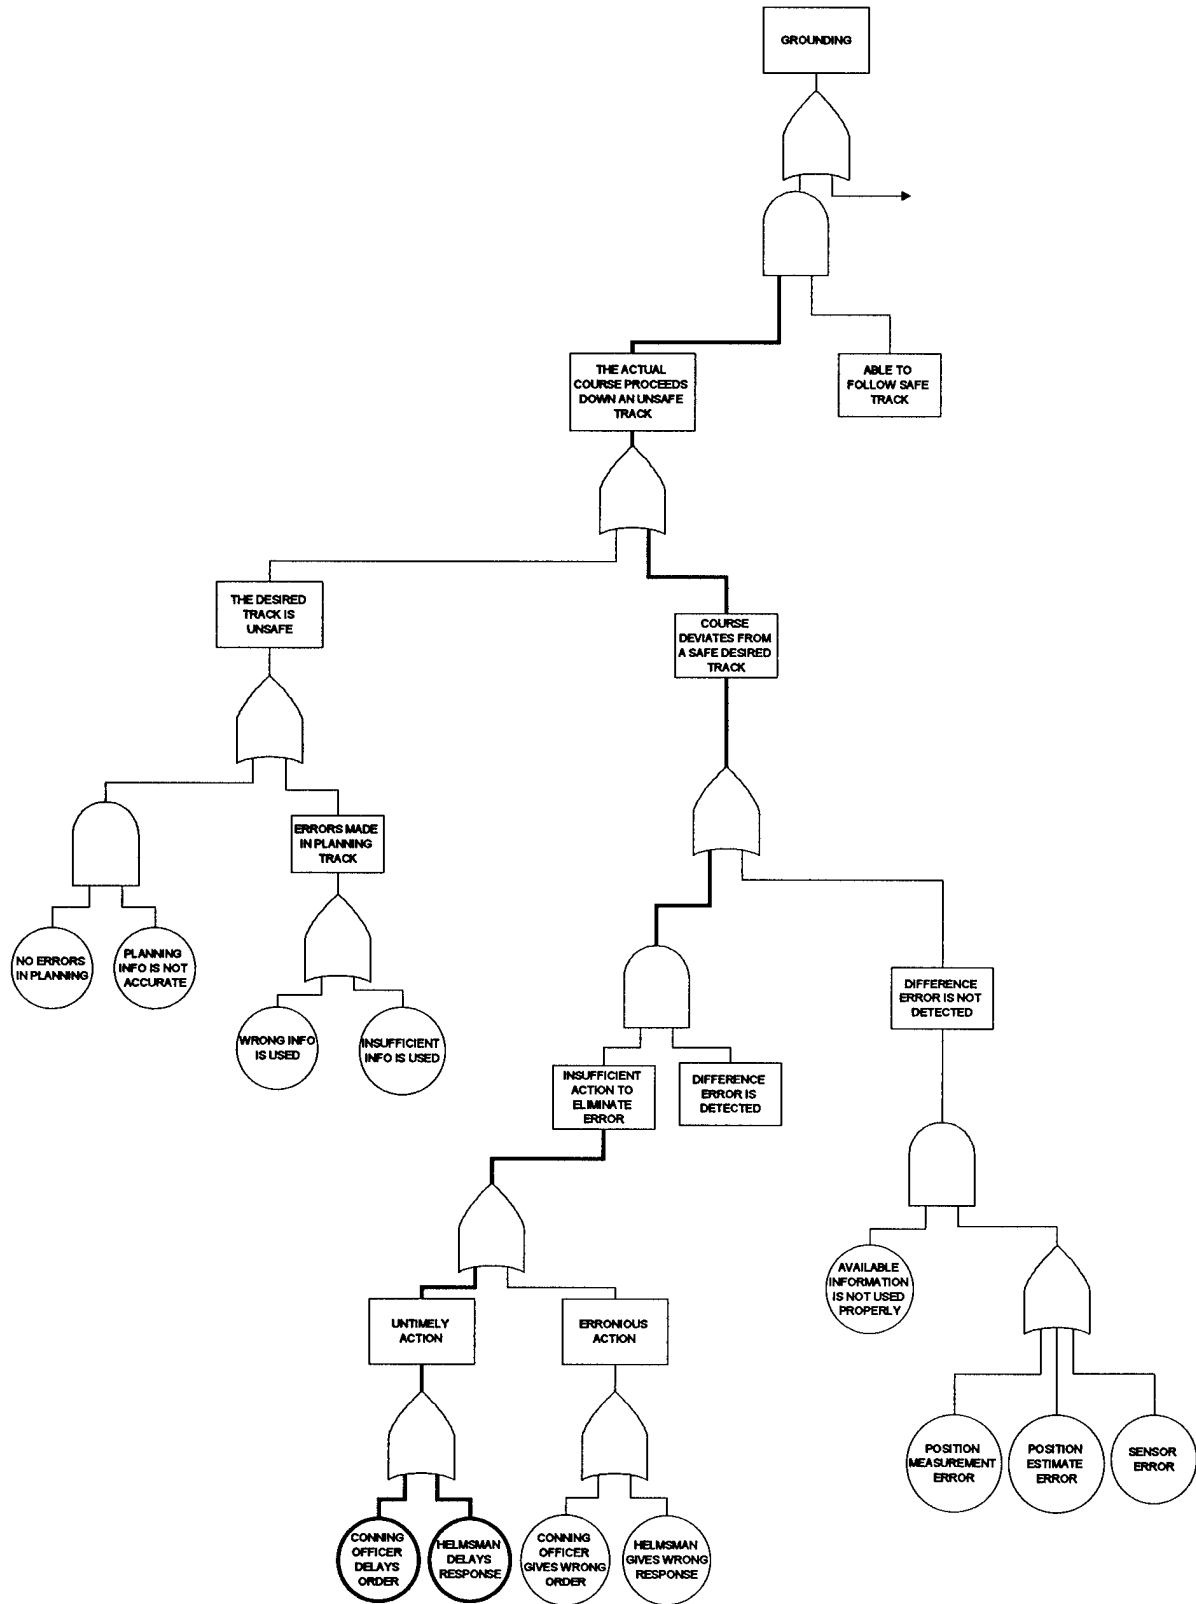 GROUNDING
THE ACTUAL
COURSE PROCEEDS
DOWN AN UNSAFE
TRACK
ABLE TO
FOLLOW SAFE
TRACK
THE DESIRED
TRACK IS
UNSAFE
COURSE
DEVIATES FROM
A SAFE DESIRED
TRACK
ERRORS MADE
IN PLANNING
TRACK
NO ERRORS
IN PLANNING
PLANNING
INFO IS NOT
ACCURATE
WRONG INFO
IS USED
INSUFFICIENT
INFO IS USED
DIFFERENCE
ERROR IS NOT
DETECTED
INSUFFICIENT
ACTION TO
ELIMINATE
ERROR
DIFFERENCE
ERROR IS
DETECTED
AVAILABLE
INFORMATION
IS NOT USED
PROPERLY
UNTIMELY
ACTION
ERRONIOUS
ACTION
POSITION
MEASUREMENT
ERROR
POSITION
ESTIMATE
ERROR
SENSOR
ERROR
CONNING
OFFICER
DELAYS
ORDER
HELMSMAN
DELAYS
RESPONSE
CONNING
OFFICER
GIVES WRONG
ORDER
HELMSMAN
GIVES WRONG
RESPONSE